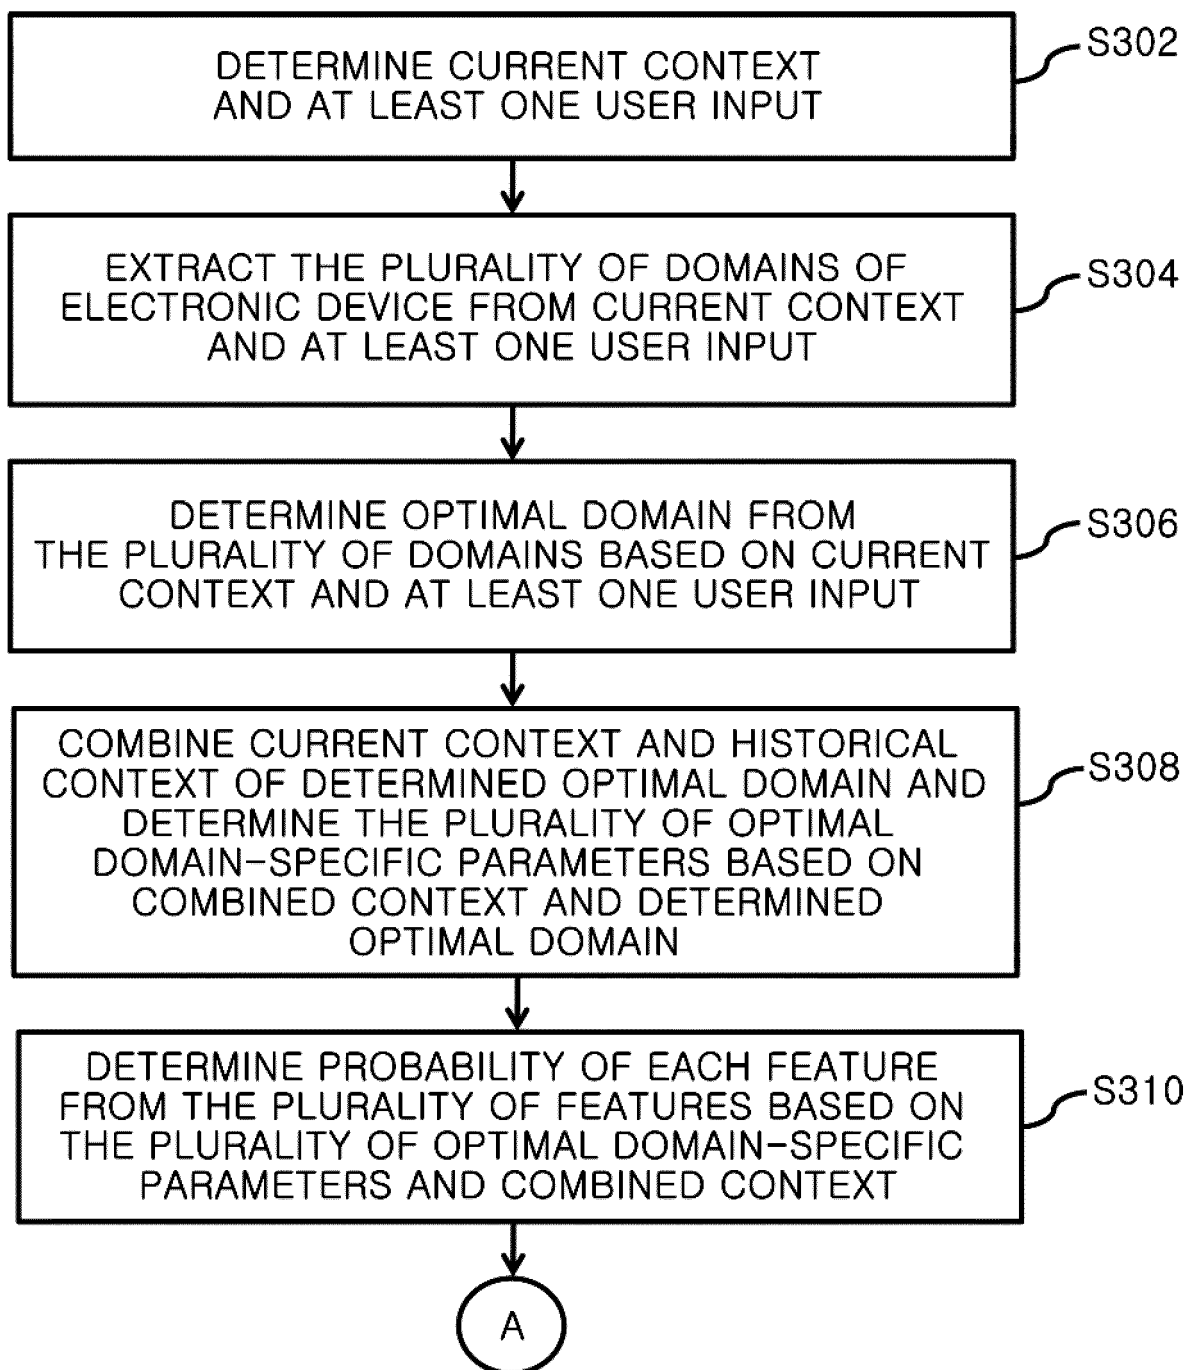 DETERMINE CURRENT CONTEXT
AND AT LEAST ONE USER INPUT
S302
EXTRACT THE PLURALITY OF DOMAINS OF
ELECTRONIC DEVICE FROM CURRENT CONTEXT
AND AT LEAST ONE USER INPUT
S304
DETERMINE OPTIMAL DOMAIN FROM
THE PLURALITY OF DOMAINS BASED ON CURRENT
CONTEXT AND AT LEAST ONE USER INPUT
S306
COMBINE CURRENT CONTEXT AND HISTORICAL
CONTEXT OF DETERMINED OPTIMAL DOMAIN AND
DETERMINE THE PLURALITY OF OPTIMAL
DOMAIN-SPECIFIC PARAMETERS BASED ON
COMBINED CONTEXT AND DETERMINED
OPTIMAL DOMAIN
S308
DETERMINE PROBABILITY OF EACH FEATURE
FROM THE PLURALITY OF FEATURES BASED ON
THE PLURALITY OF OPTIMAL DOMAIN-SPECIFIC
PARAMETERS AND COMBINED CONTEXT
S310
A